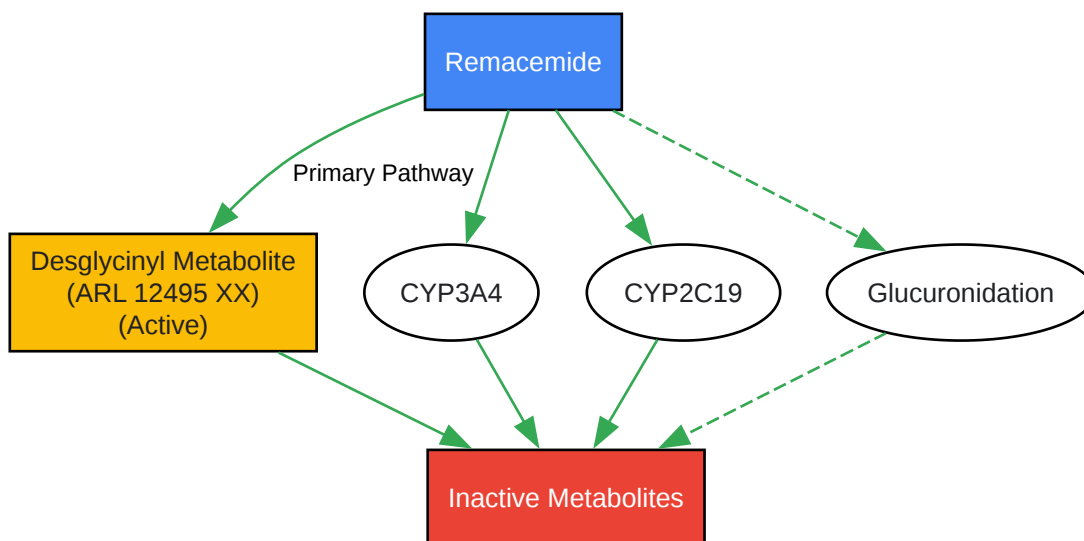 Remacemide
Primary Pathway
Desglycinyl Metabolite
(ARL 12495 XX)
(Active)
CYP3A4
CYP2C19
Glucuronidation
Inactive Metabolites